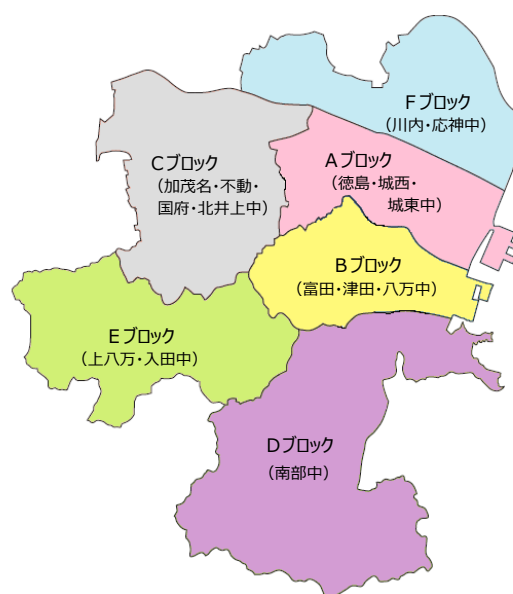 Fブロック
（川内・応神中）
Aブロック
（徳島・城西・
城東中）
Cブロック
（加茂名・不動・
国府・北井上中）
Bブロック
（富田・津田・八万中）
Eブロック
（上八万・入田中）
Dブロック
（南部中）